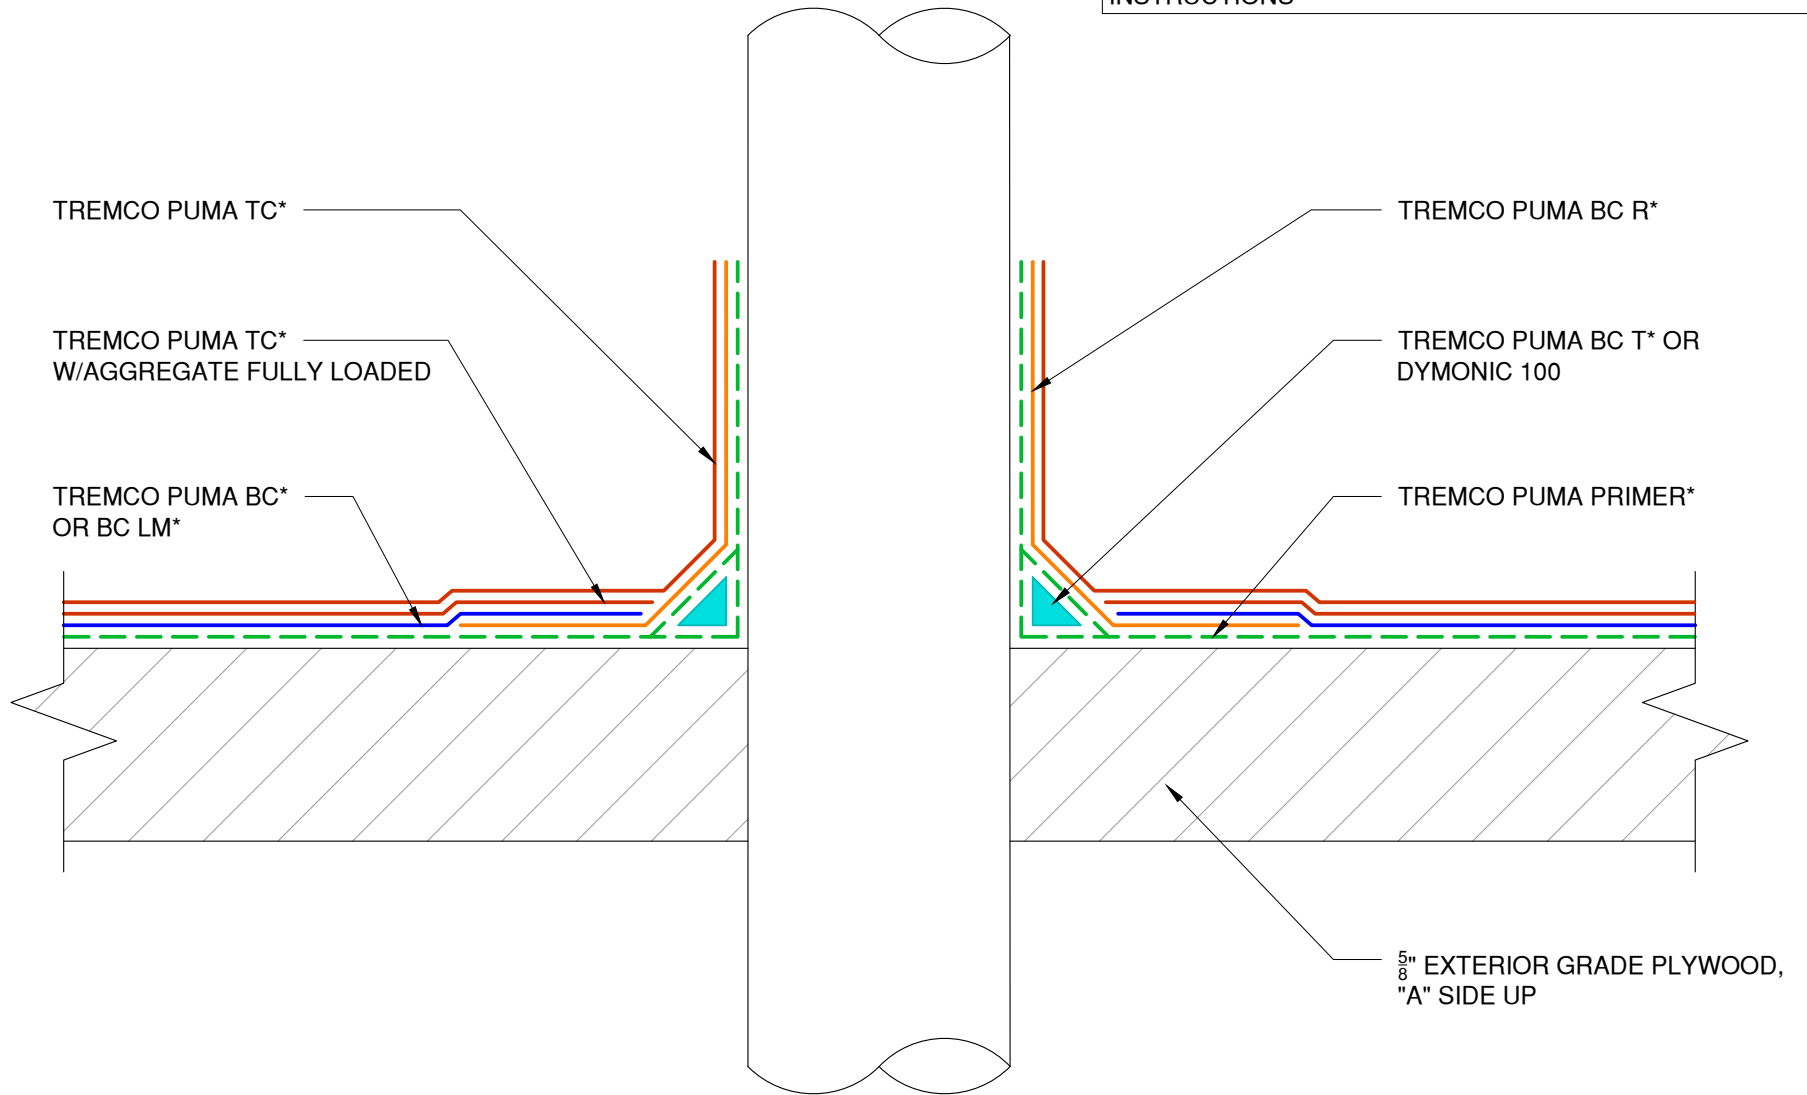 INSTRUCTIONS
TREMCO PUMA TC*
TREMCO PUMA TC*
W/AGGREGATE FULLY LOADED
TREMCO PUMA BC*
OR BC LM*
TREMCO PUMA BC R*
TREMCO PUMA BC T* OR
DYMONIC 100
TREMCO PUMA PRIMER*
5/8" EXTERIOR GRADE PLYWOOD,
"A" SIDE UP